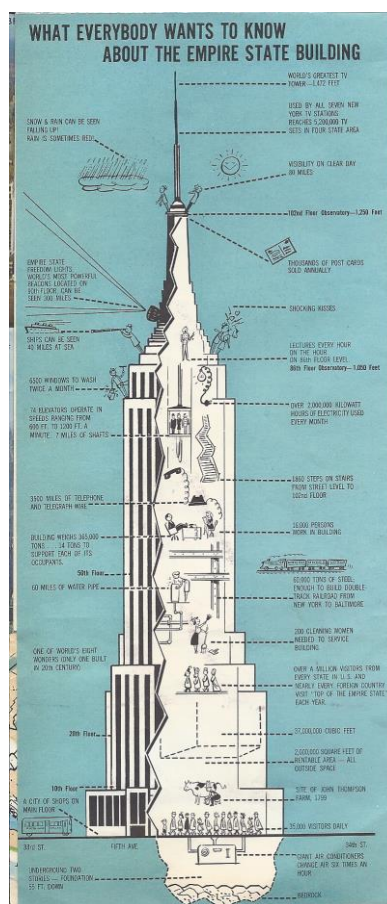 WHAT EVERYBODY WANTS TO KNOW
ABOUT THE EMPIRE STATE BUILDING
WORLD'S GREATEST TV
TOWER—1,472 FEET
USED BY ALL SEVEN NEW
YORK TV STATIONS
REACHES 5,200,000 TV
SETS IN FOUR STATE AREA
SNOW & RAIN CAN BE SEEN
FALLING UP!
RAIN IS SOMETIMES RED!
VISIBILITY ON CLEAR DAY
80 MILES
102nd Floor Observatory—1,250 Feet
THOUSANDS OF POST CARDS
SOLD ANNUALLY
EMPIRE STATE
FREEDOM LIGHTS,
WORLD'S MOST POWERFUL
BEACONS LOCATED ON
90th FLOOR, CAN BE
SEEN 300 MILES
SHOCKING KISSES
SHIPS CAN BE SEEN
40 MILES AT SEA
LECTURES EVERY HOUR
ON THE HOUR
ON 86th FLOOR LEVEL
86th Floor Observatory—1,050 Feet
6500 WINDOWS TO WASH
TWICE A MONTH
74 ELEVATORS OPERATE IN
SPEEDS RANGING FROM
600 FT. TO 1200 FT. A
MINUTE. 7 MILES OF SHAFTS
OVER 2,000,000 KILOWATT
HOURS OF ELECTRICITY USED
EVERY MONTH
1860 STEPS ON STAIRS
FROM STREET LEVEL TO
102nd FLOOR
3500 MILES OF TELEPHONE
AND TELEGRAPH WIRE
16,000 PERSONS
WORK IN BUILDING
BUILDING WEIGHS 365,000
TONS . . . 34 TONS TO
SUPPORT EACH OF ITS
OCCUPANTS.
50th Floor
60 MILES OF WATER PIPE
60,000 TONS OF STEEL,
ENOUGH TO BUILD DOUBLE-
TRACK RAILROAD FROM
NEW YORK TO BALTIMORE
200 CLEANING WOMEN
NEEDED TO SERVICE
BUILDING
ONE OF WORLD'S EIGHT
WONDERS (ONLY ONE BUILT
IN 20th CENTURY)
OVER A MILLION VISITORS FROM
EVERY STATE IN U.S. AND
NEARLY EVERY FOREIGN COUNTRY
VISIT "TOP OF THE EMPIRE STATE"
EACH YEAR . . .
20th Floor
37,000,000 CUBIC FEET
2,000,000 SQUARE FEET OF
RENTABLE AREA — ALL
OUTSIDE SPACE
10th Floor
SITE OF JOHN THOMPSON
FARM, 1799
A CITY OF SHOPS ON
MAIN FLOOR
35,000 VISITORS DAILY
33rd ST.
FIFTH AVE
34th ST.
GIANT AIR CONDITIONERS
CHANGE AIR SIX TIMES AN
HOUR
UNDERGROUND TWO
STORIES — FOUNDATION
55 FT. DOWN
BEDROCK